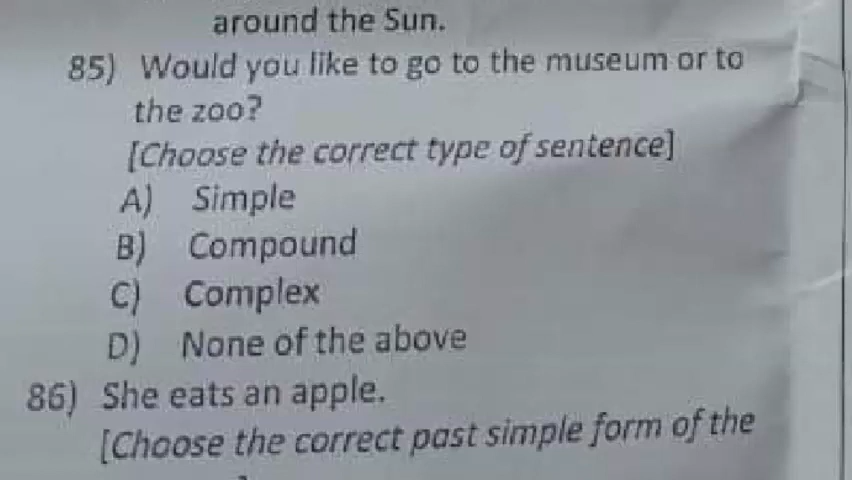 around the Sun.
85) Would you like to go to the museum or to
the zoo?
[Choose the correct type of sentence]
A) Simple
B) Compound
C) Complex
D) None of the above
86) She eats an apple.
[Choose the correct past simple form of the